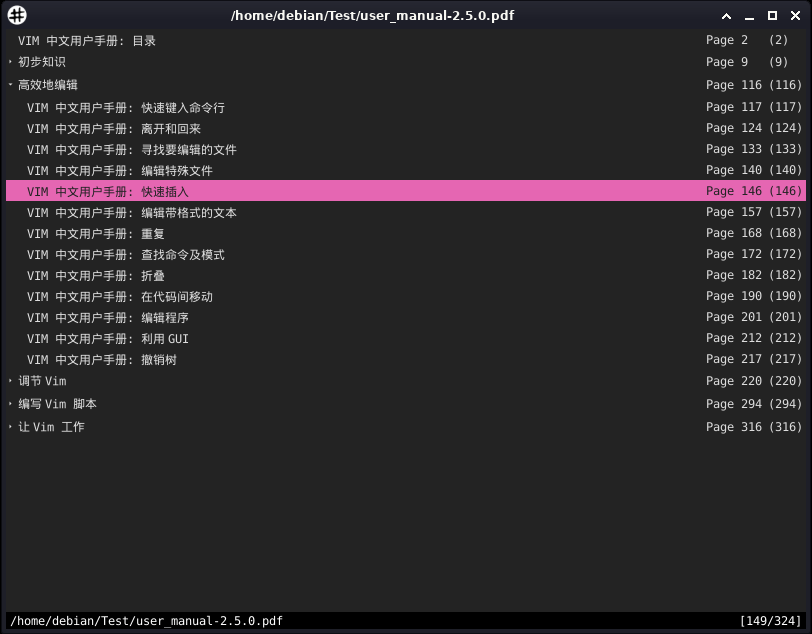 /home/debian/Test/user_manual-2.5.0.pdf
VIM 中文用户手册: 目录 Page 2 (2)
初步知识 Page 9 (9)
高效地编辑 Page 116 (116)
VIM 中文用户手册: 快速键入命令行 Page 117 (117)
VIM 中文用户手册: 离开和回来 Page 124 (124)
VIM 中文用户手册: 寻找要编辑的文件 Page 133 (133)
VIM 中文用户手册: 编辑特殊文件 Page 140 (140)
VIM 中文用户手册: 快速插入 Page 146 (146)
VIM 中文用户手册: 编辑带格式的文本 Page 157 (157)
VIM 中文用户手册: 重复 Page 168 (168)
VIM 中文用户手册: 查找命令及模式 Page 172 (172)
VIM 中文用户手册: 折叠 Page 182 (182)
VIM 中文用户手册: 在代码间移动 Page 190 (190)
VIM 中文用户手册: 编辑程序 Page 201 (201)
VIM 中文用户手册: 利用 GUI Page 212 (212)
VIM 中文用户手册: 撤销树 Page 217 (217)
调节 Vim Page 220 (220)
编写 Vim 脚本 Page 294 (294)
让 Vim 工作 Page 316 (316)
/home/debian/Test/user_manual-2.5.0.pdf [149/324]